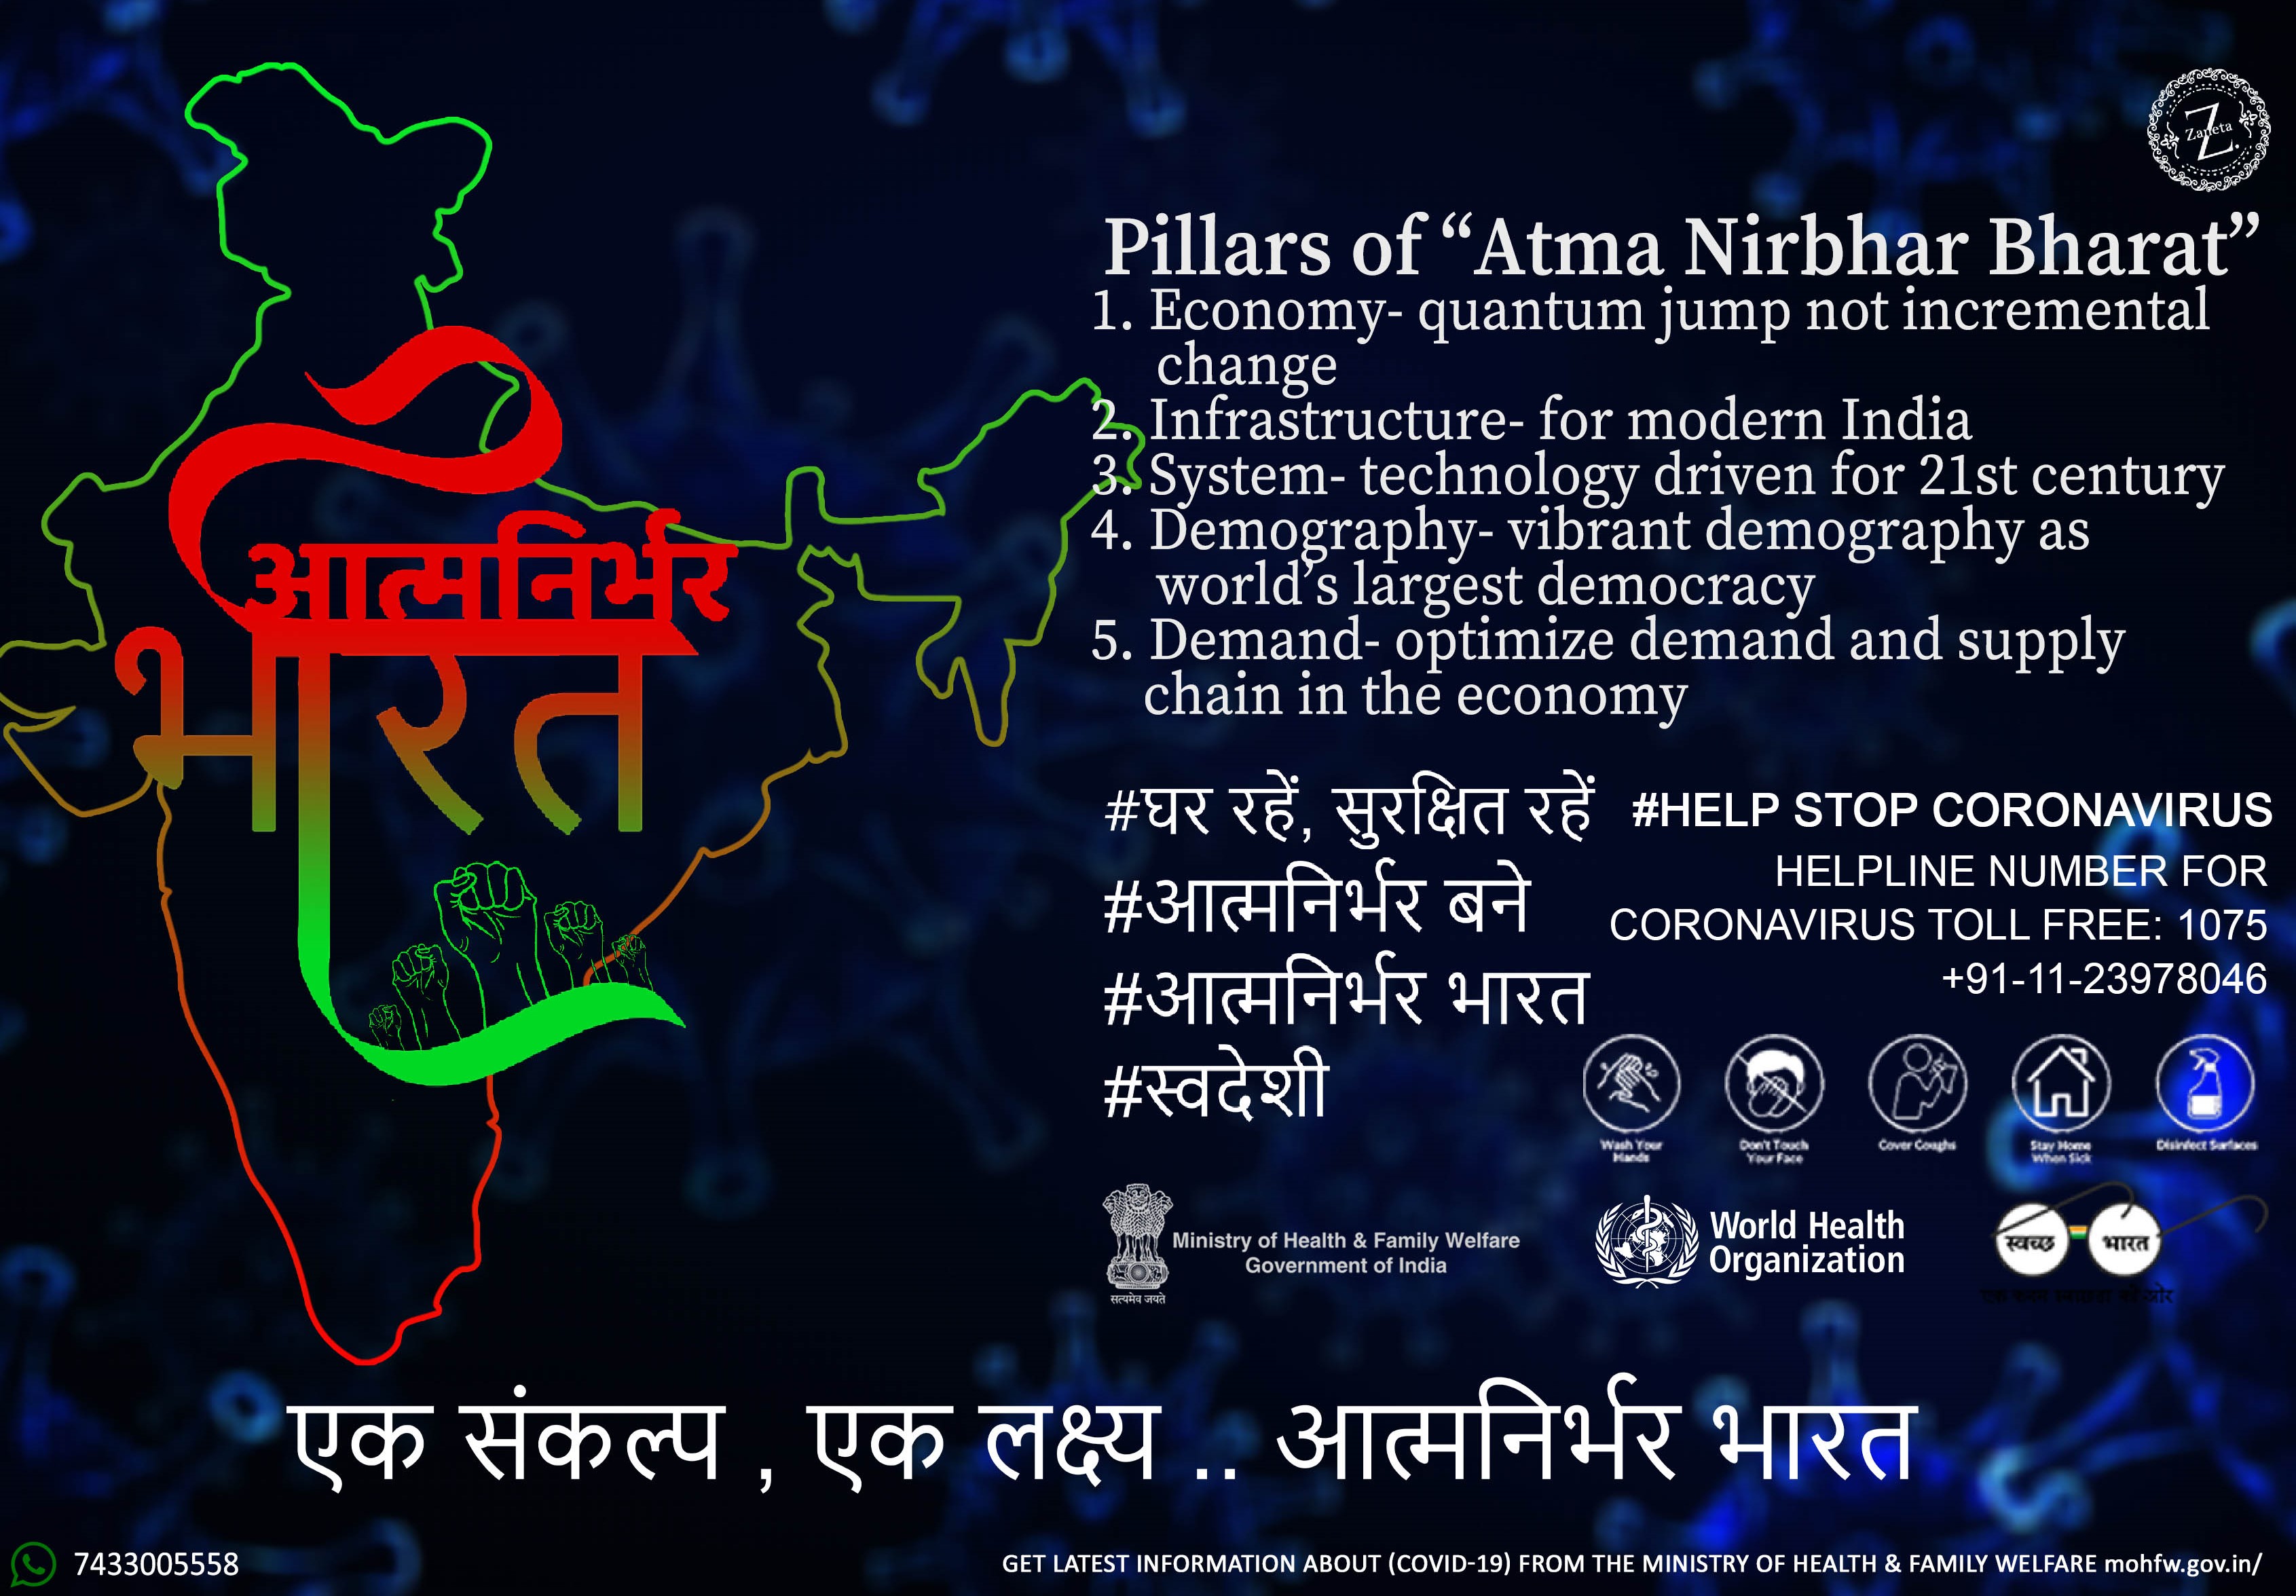 Zaneta
Pillars of “Atma Nirbhar Bharat”
1. Economy- quantum jump not incremental
change
2. Infrastructure- for modern India
3. System- technology driven for 21st century
4. Demography- vibrant demography as
world’s largest democracy
5. Demand- optimize demand and supply
chain in the economy
आत्मनिर्भर
भारत
#घर रहें, सुरक्षित रहें
#आत्मनिर्भर बने
#आत्मनिर्भर भारत
#स्वदेशी
#HELP STOP CORONAVIRUS
HELPLINE NUMBER FOR
CORONAVIRUS TOLL FREE: 1075
+91-11-23978046
Wash Your
Hands
Don't Touch
Your Face
Cover Coughs
Stay Home
When Sick
Disinfect Surfaces
Ministry of Health & Family Welfare
Government of India
सत्यमेव जयते
World Health
Organization
स्वच्छ भारत
एक कदम स्वच्छता की ओर
एक संकल्प , एक लक्ष्य .. आत्मनिर्भर भारत
7433005558
GET LATEST INFORMATION ABOUT (COVID-19) FROM THE MINISTRY OF HEALTH & FAMILY WELFARE mohfw.gov.in/